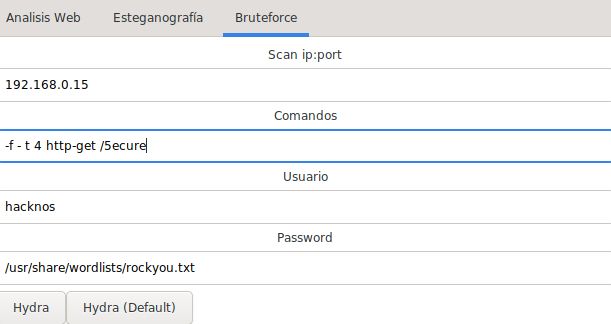 Analisis Web Esteganografía Bruteforce
Scan ip:port
192.168.0.15
Comandos
-f - t 4 http-get /5ecure
Usuario
hacknos
Password
/usr/share/wordlists/rockyou.txt
Hydra Hydra (Default)